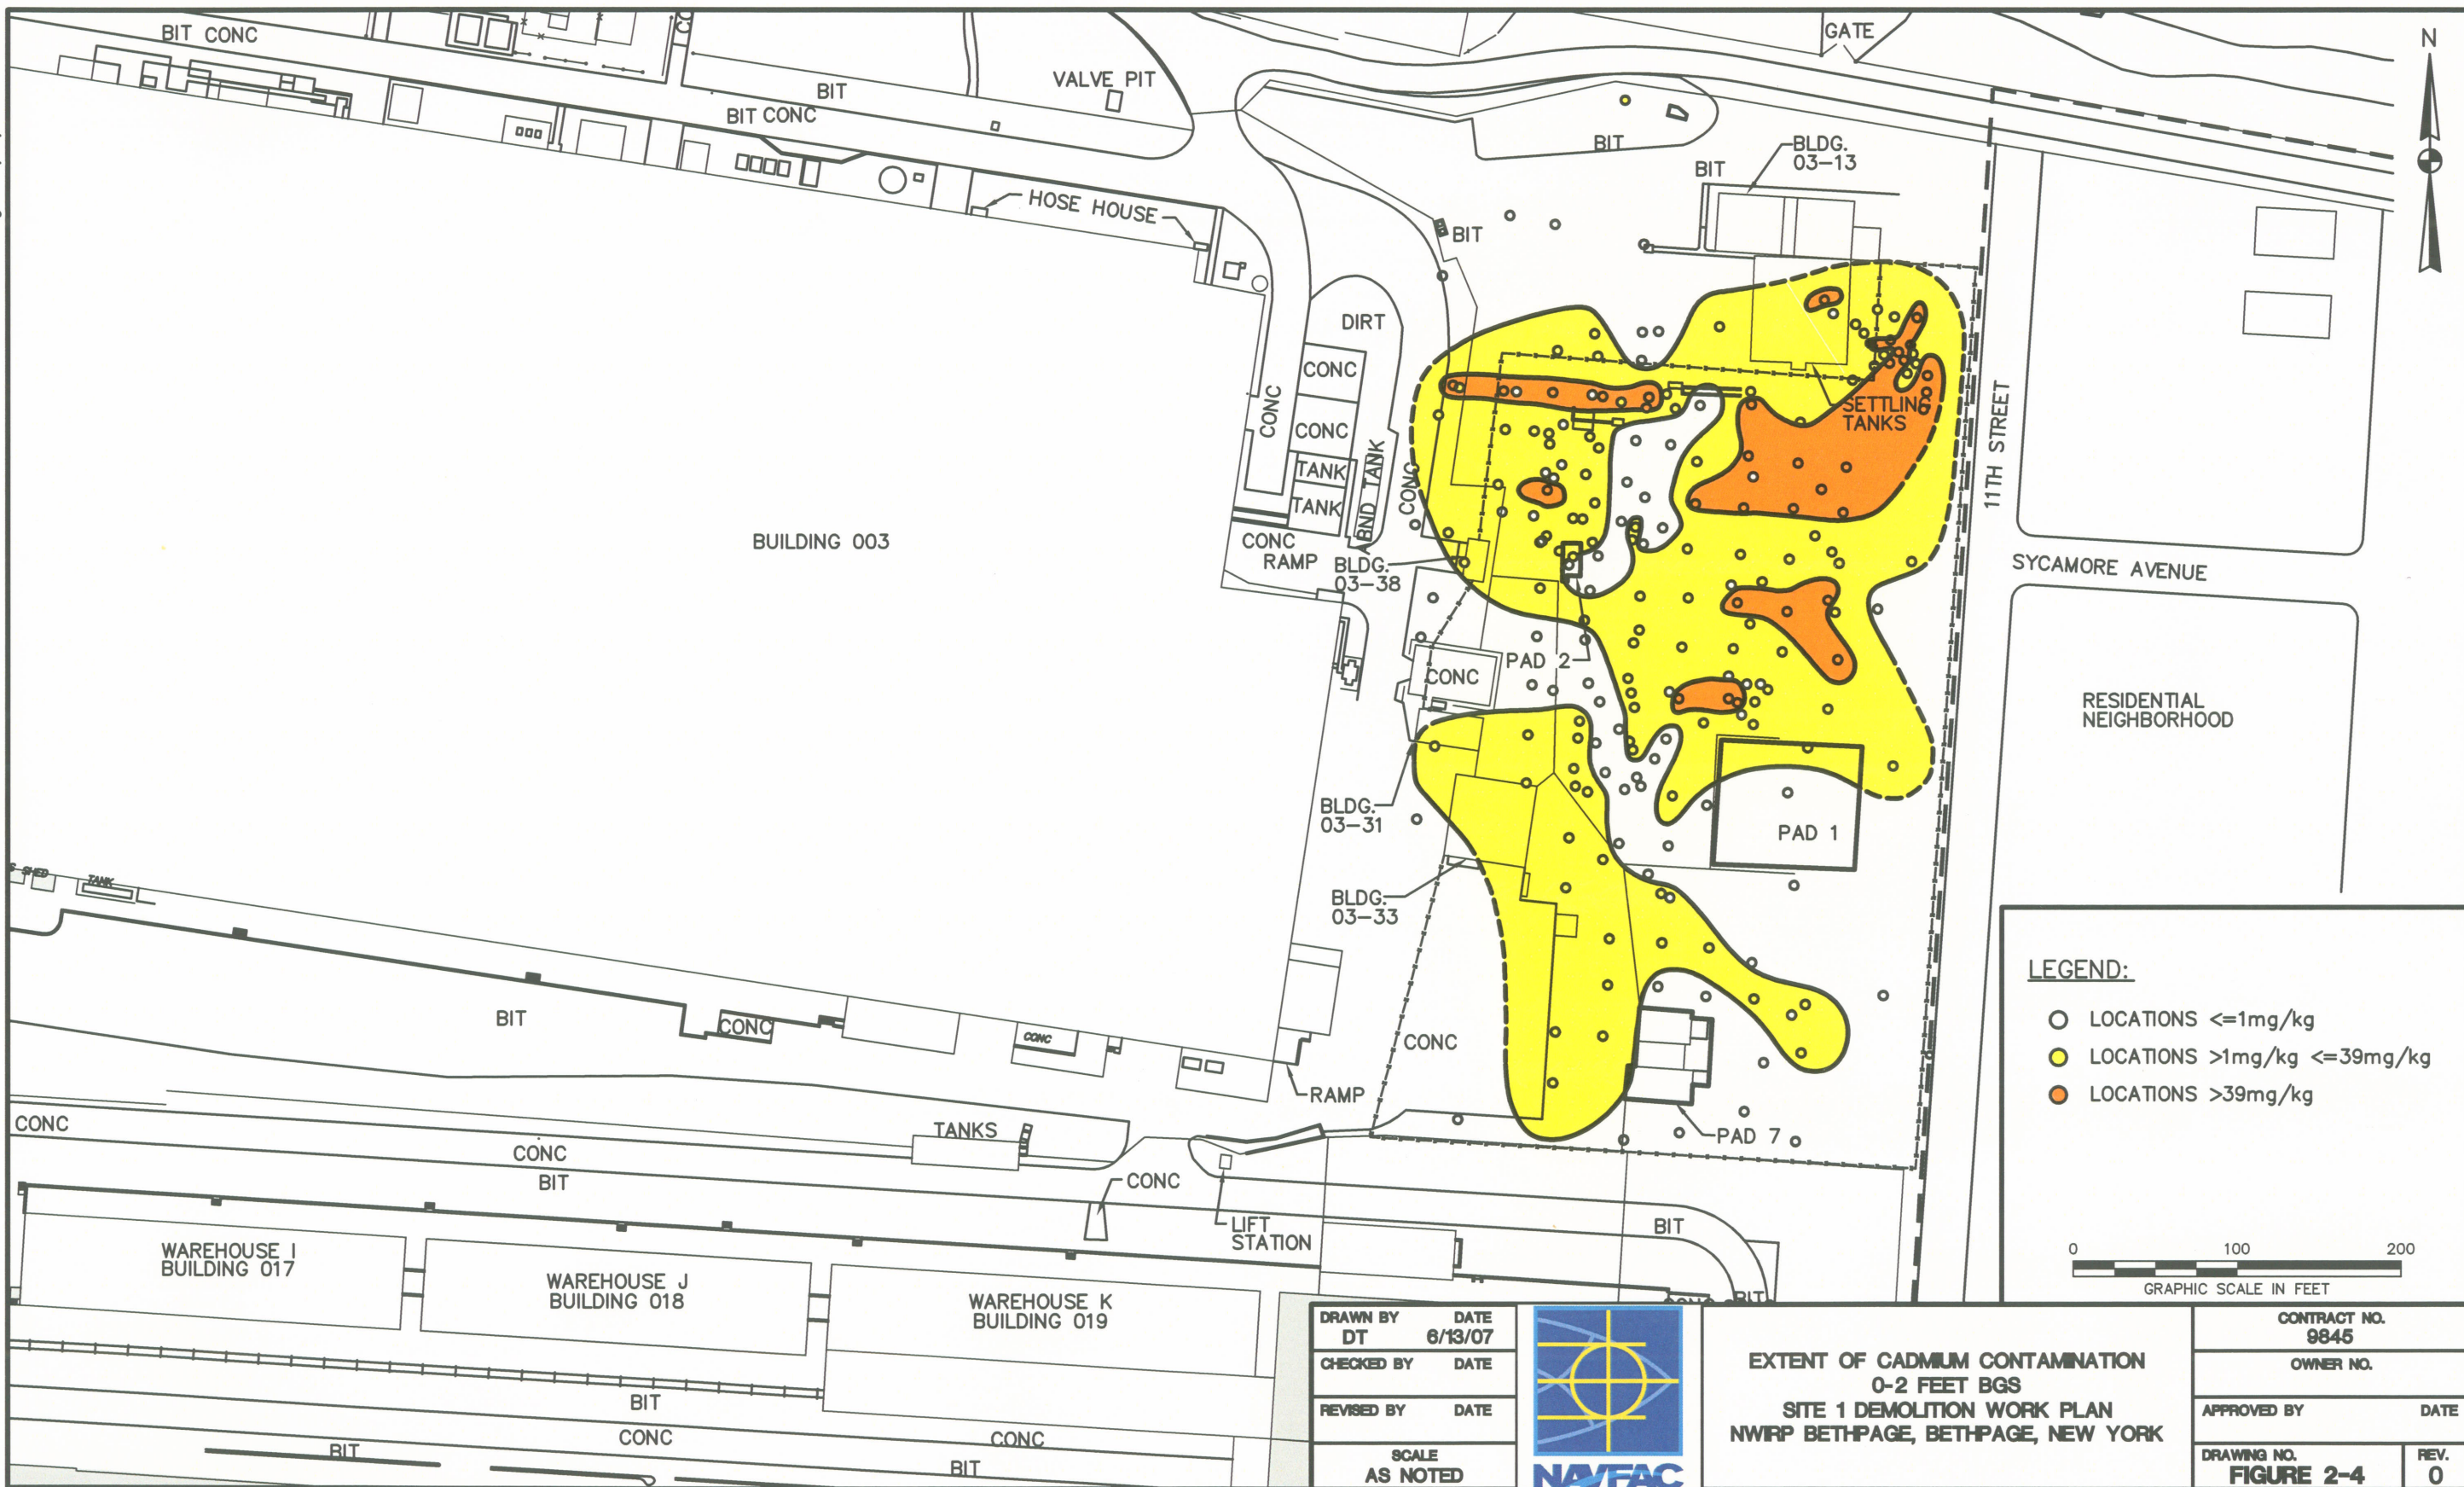 BIT CONC
BIT
BIT CONC
VALVE PIT
GATE
N
BIT
BLDG.
03-13
BIT
HOSE HOUSE
BIT
DIRT
CONC
CONC
CONC
TANK
TANK
BND TANK
CONC
CONC
RAMP
BLDG.
03-38
SETTLING
TANKS
11TH STREET
SYCAMORE AVENUE
BUILDING 003
PAD 2
CONC
RESIDENTIAL
NEIGHBORHOOD
BLDG.
03-31
PAD 1
BLDG.
03-33
SHED
TANK
BIT
CONC
CONC
CONC
RAMP
PAD 7
CONC
CONC
BIT
TANKS
CONC
LIFT
STATION
BIT
BIT
WAREHOUSE I
BUILDING 017
WAREHOUSE J
BUILDING 018
WAREHOUSE K
BUILDING 019
BIT
CONC
BIT
CONC
BIT
LEGEND:
LOCATIONS <=1mg/kg
LOCATIONS >1mg/kg <=39mg/kg
LOCATIONS >39mg/kg
0 100 200
GRAPHIC SCALE IN FEET
DRAWN BY DATE
DT 6/13/07
CHECKED BY DATE
REVISED BY DATE
SCALE
AS NOTED
NAVFAC
EXTENT OF CADMIUM CONTAMINATION
0-2 FEET BGS
SITE 1 DEMOLITION WORK PLAN
NWIRP BETHPAGE, BETHPAGE, NEW YORK
CONTRACT NO.
9845
OWNER NO.
APPROVED BY DATE
DRAWING NO. REV.
FIGURE 2-4 0